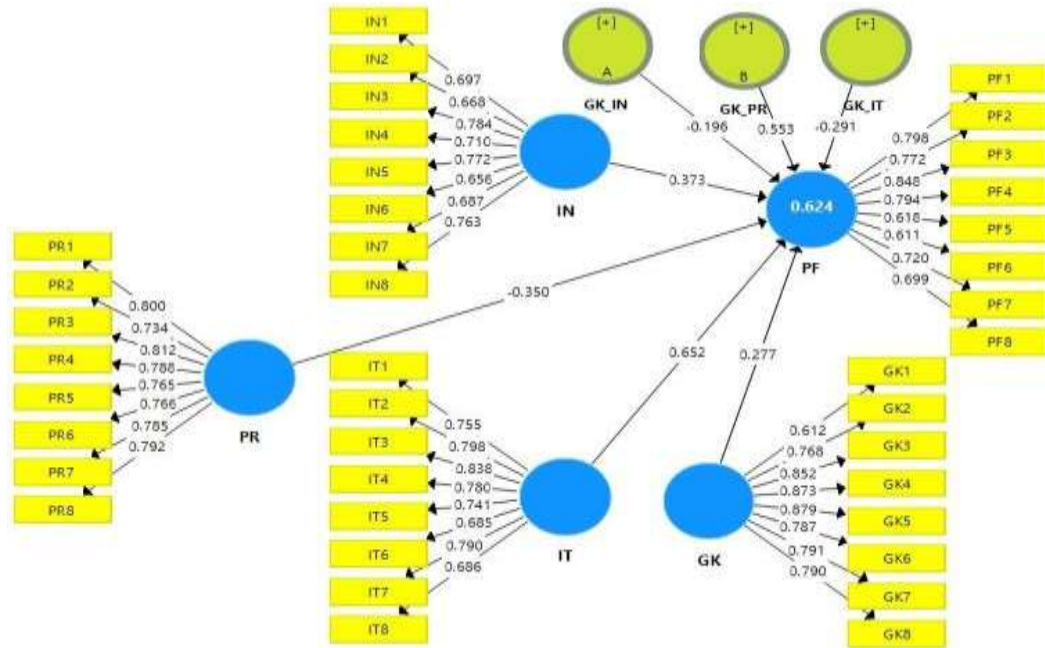 IN1
IN2
IN3
IN4
IN5
IN6
IN7
IN8
0.697
0.668
0.784
0.710
0.772
0.656
0.687
0.763
IN
[+]
A
GK_IN
-0.196
[+]
B
GK_PR
0.553
[+]
GK_IT
-0.291
0.373
0.624
PF
PF1
PF2
PF3
PF4
PF5
PF6
PF7
PF8
0.798
0.772
0.848
0.794
0.618
0.611
0.720
0.699
PR1
PR2
PR3
PR4
PR5
PR6
PR7
PR8
0.800
0.734
0.812
0.788
0.765
0.766
0.785
0.792
PR
-0.350
IT1
IT2
IT3
IT4
IT5
IT6
IT7
IT8
0.755
0.798
0.838
0.780
0.741
0.685
0.790
0.686
IT
0.652
0.277
GK
GK1
GK2
GK3
GK4
GK5
GK6
GK7
GK8
0.612
0.768
0.852
0.873
0.879
0.787
0.791
0.790